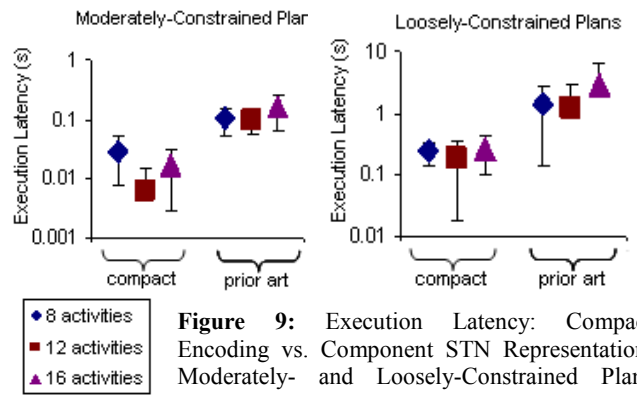 Moderately-Constrained Plar
Execution Latency (s)
1
0.1
0.01
0.001
compact
prior art
Loosely-Constrained Plans
Execution Latency (s)
10
1
0.1
0.01
compact
prior art
8 activities
12 activities
16 activities
Figure 9: Execution Latency: Compac
Encoding vs. Component STN Representation
Moderately- and Loosely-Constrained Plan